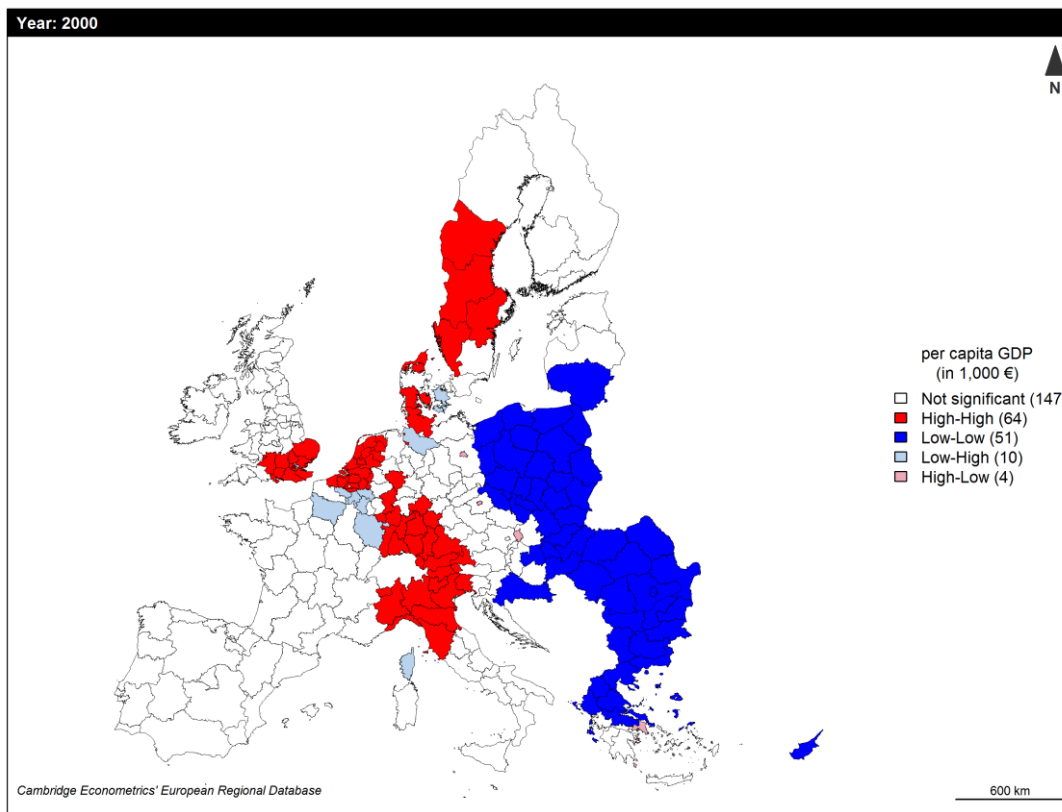 Year: 2000
N
per capita GDP
(in 1,000 €)
Not significant (147
High-High (64)
Low-Low (51)
Low-High (10)
High-Low (4)
Cambridge Econometrics' European Regional Database
600 km